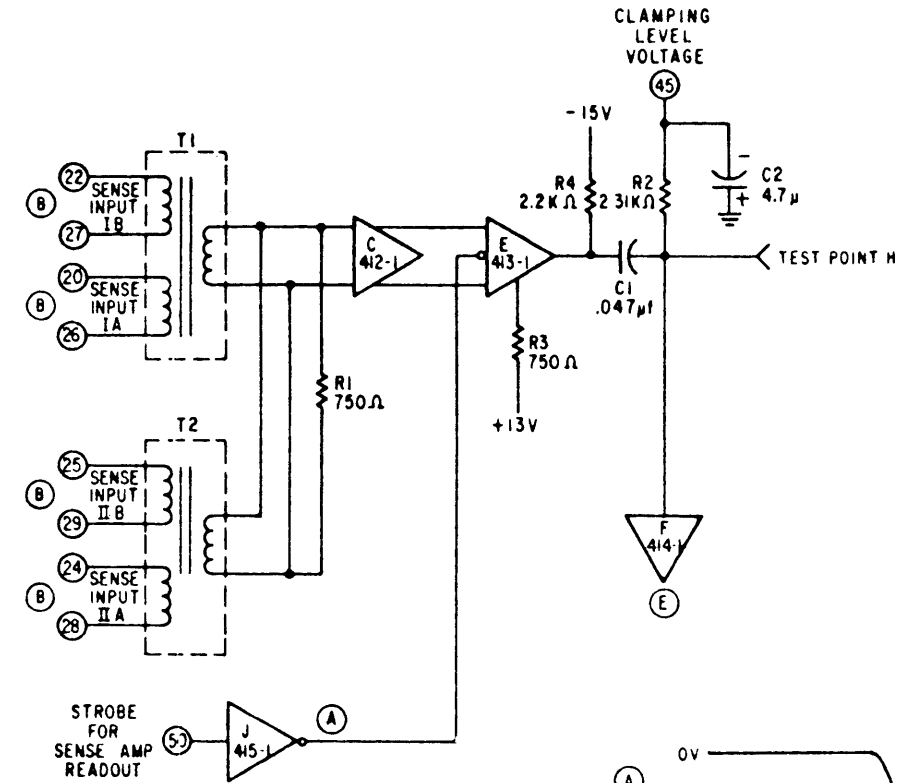 CLAMPING
LEVEL
VOLTAGE
45
-15V
T1
22
SENSE
INPUT
IB
B
27
20
SENSE
INPUT
IA
B
26
R4
2.2KΩ
R2
2.31KΩ
C2
4.7μ
-
+
C
412-1
E
413-1
TEST POINT H
C1
.047μf
R3
750Ω
+13V
R1
750Ω
T2
25
SENSE
INPUT
IIB
B
29
24
SENSE
INPUT
IIA
B
28
F
414-1
E
STROBE
FOR
SENSE AMP
READOUT
50
J
415-1
A
0V
A